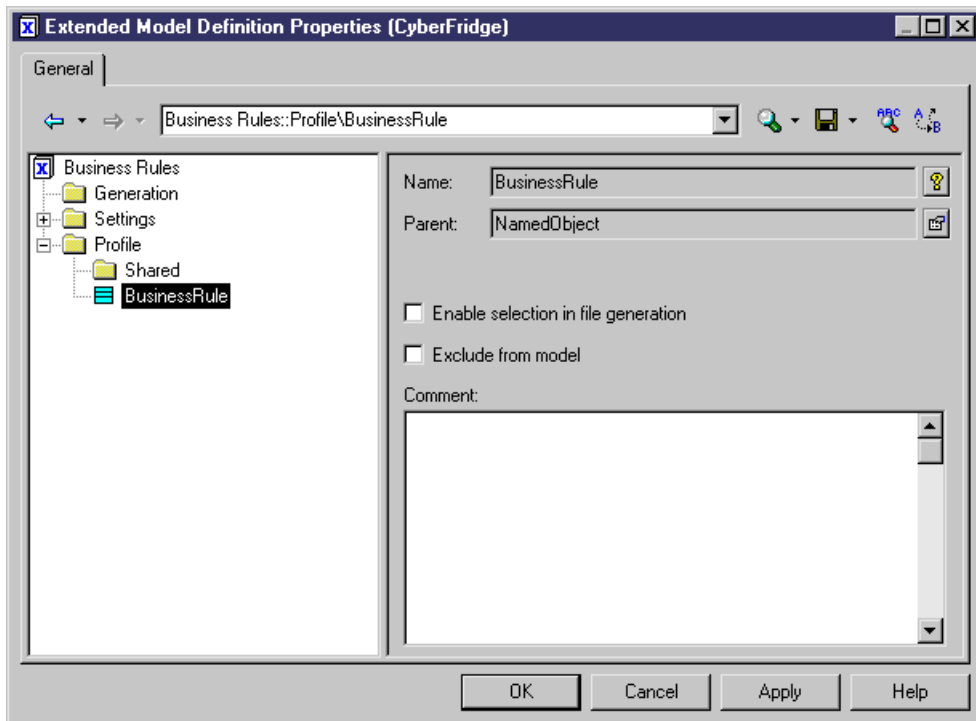 Extended Model Definition Properties (CyberFridge)
General
Business Rules::Profile\BusinessRule
ABC
A
B
Business Rules
Generation
Settings
Profile
Shared
BusinessRule
Name: BusinessRule
Parent: NamedObject
Enable selection in file generation
Exclude from model
Comment:
OK Cancel Apply Help